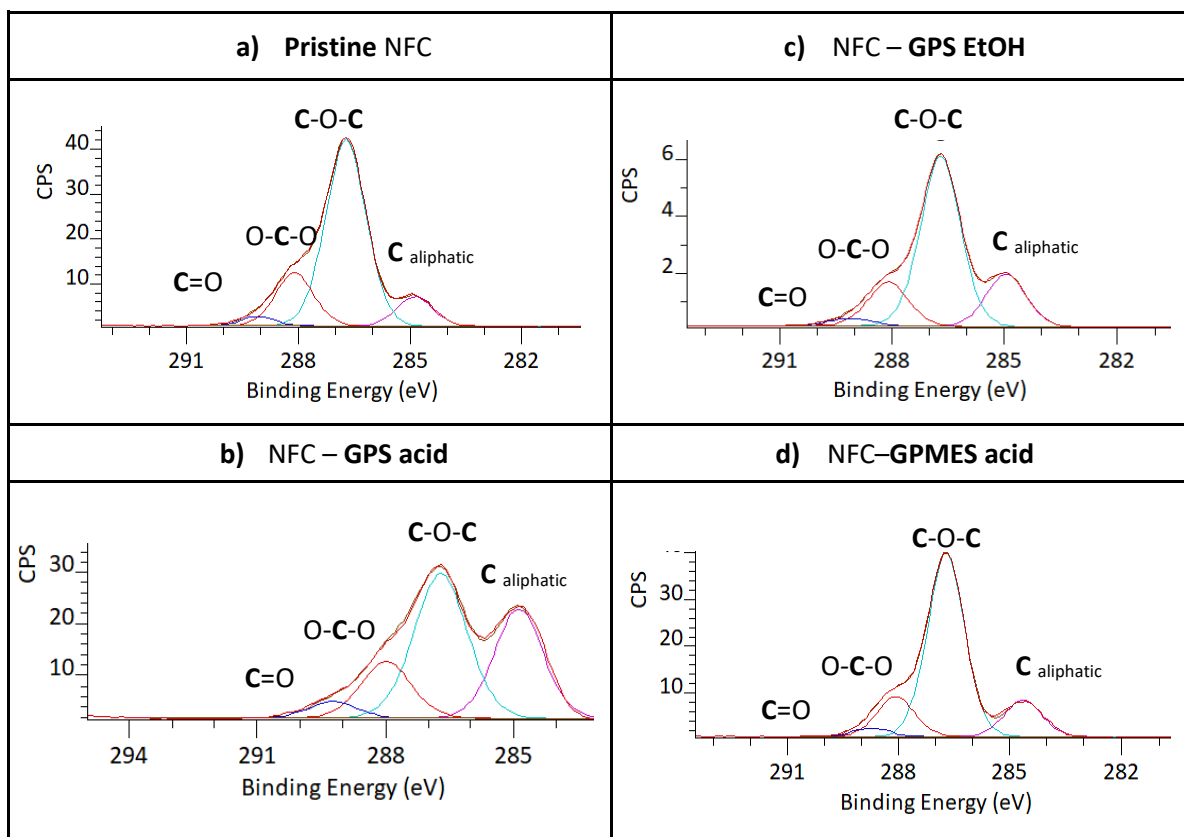 a) Pristine NFC
C-O-C
O-C-O
C=O
C aliphatic
CPS
40
30
20
10
291 288 285 282
Binding Energy (eV)
c) NFC – GPS EtOH
C-O-C
O-C-O
C=O
C aliphatic
CPS
6
4
2
291 288 285 282
Binding Energy (eV)
b) NFC – GPS acid
C-O-C
C aliphatic
O-C-O
C=O
CPS
30
20
10
294 291 288 285
Binding Energy (eV)
d) NFC–GPMES acid
C-O-C
O-C-O
C aliphatic
C=O
CPS
30
20
10
291 288 285 282
Binding Energy (eV)